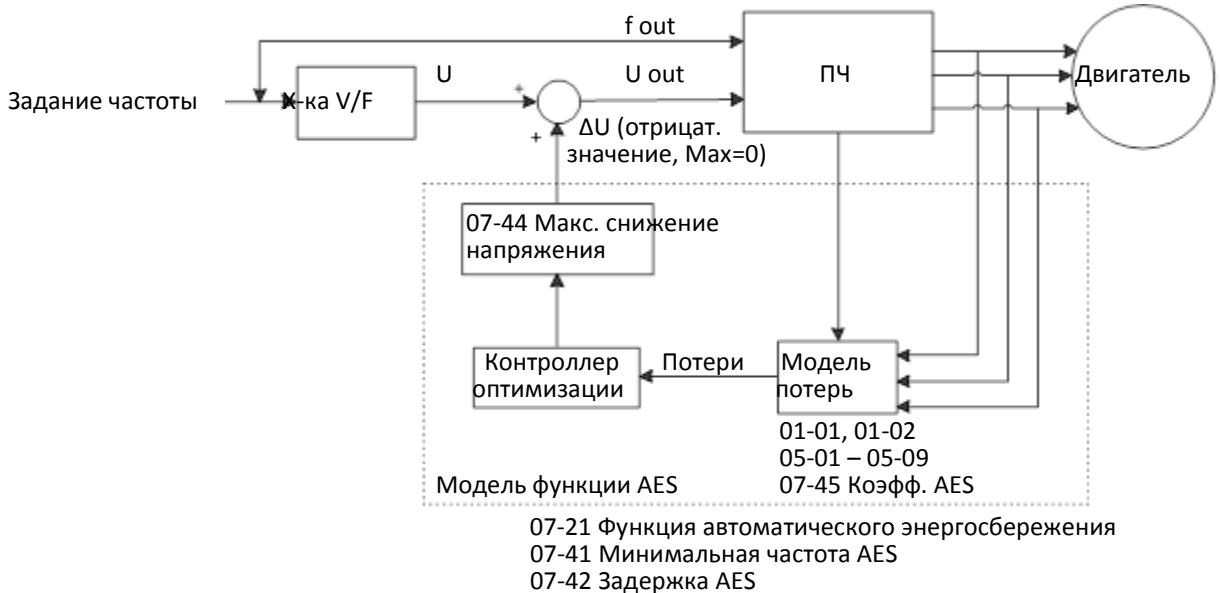 f out
Задание частоты
Х-ка V/F
U
+
+
U out
ПЧ
Двигатель
ΔU (отрицат.
значение, Max=0)
07-44 Макс. снижение
напряжения
Контроллер
оптимизации
Потери
Модель
потерь
01-01, 01-02
05-01 – 05-09
07-45 Коэфф. AES
Модель функции AES
07-21 Функция автоматического энергосбережения
07-41 Минимальная частота AES
07-42 Задержка AES